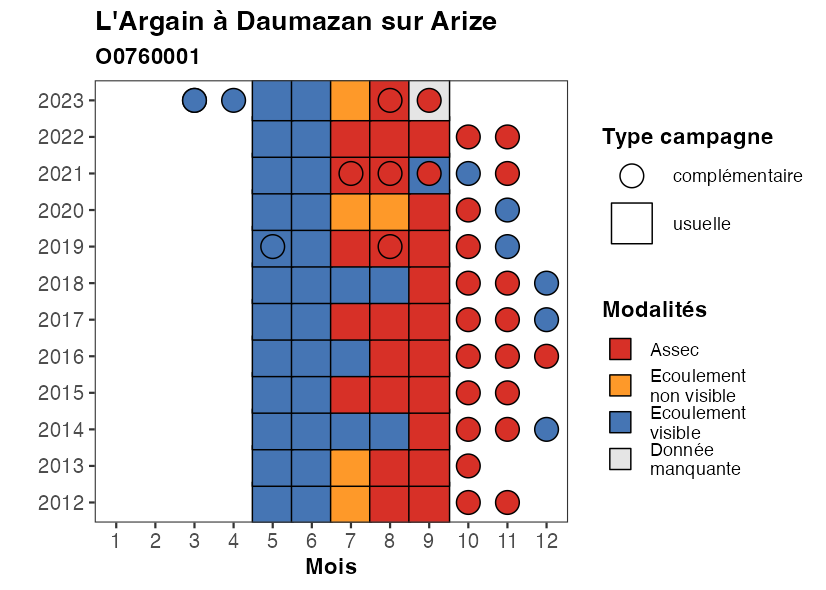 L'Argain à Daumazan sur Arize
O0760001
2023
2022
2021
2020
2019
2018
2017
2016
2015
2014
2013
2012
1 2 3 4 5 6 7 8 9 10 11 12
Mois
Type campagne
complémentaire
usuelle
Modalités
Assec
Ecoulement
non visible
Ecoulement
visible
Donnée
manquante